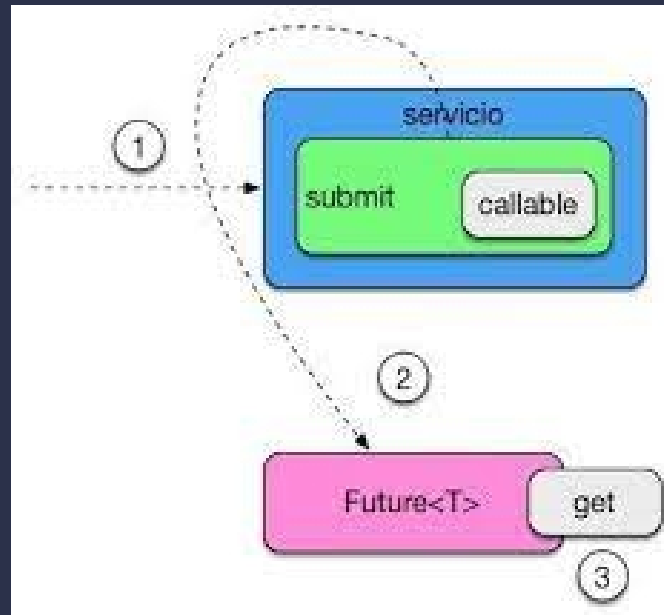 servicio
1
submit
callable
2
Future<T>
get
3